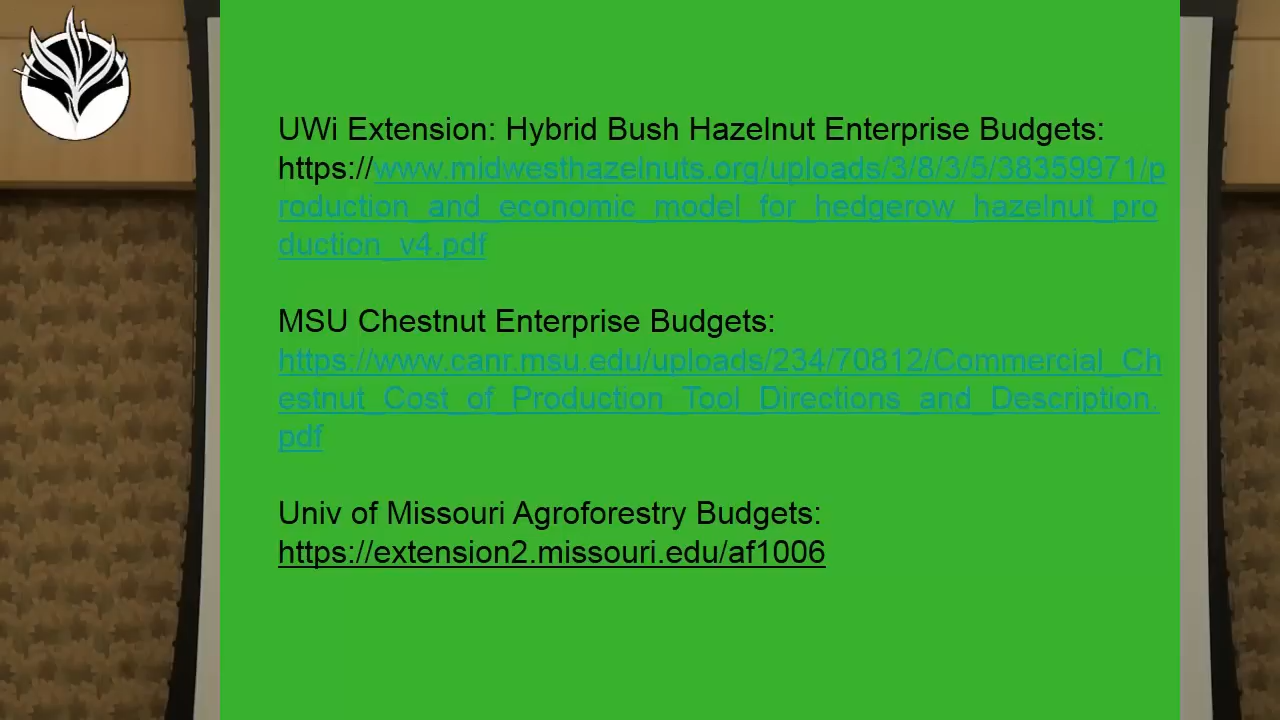 UWi Extension: Hybrid Bush Hazelnut Enterprise Budgets:
https://www.midwesthazelnuts.org/uploads/3/8/3/5/38359971/p
roduction_and_economic_model_for_hedgerow_hazelnut_pro
duction_v4.pdf
MSU Chestnut Enterprise Budgets:
https://www.canr.msu.edu/uploads/234/70812/Commercial_Ch
estnut_Cost_of_Production_Tool_Directions_and_Description.
pdf
Univ of Missouri Agroforestry Budgets:
https://extension2.missouri.edu/af1006